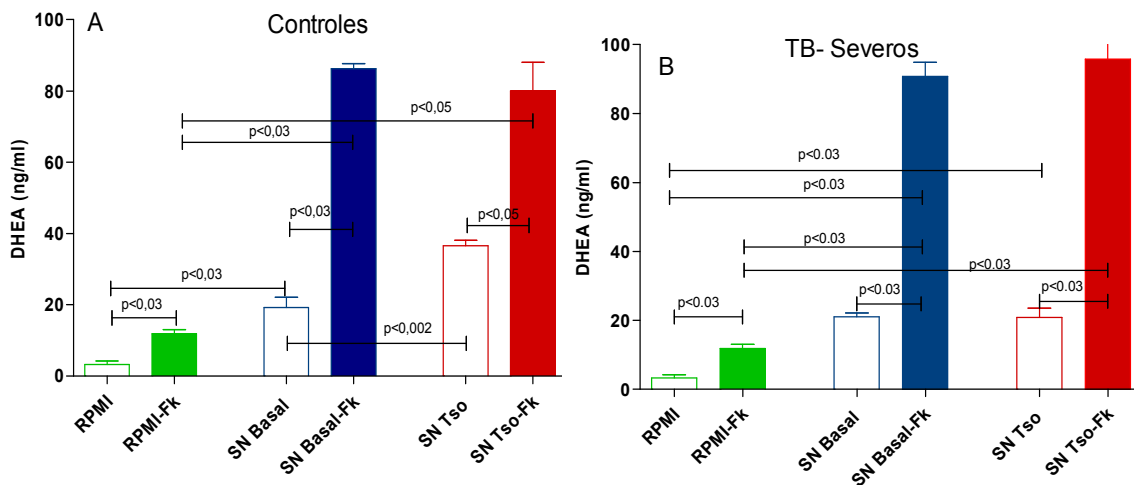 A
Controles
DHEA (ng/ml)
100
80
60
40
20
0
p<0,05
p<0,03
p<0,03
p<0,05
p<0,03
p<0,03
p<0,002
RPMI
RPMI-Fk
SN Basal
SN Basal-Fk
SN Tso
SN Tso-Fk
B
TB- Severos
DHEA (ng/ml)
100
80
60
40
20
0
p<0.03
p<0.03
p<0.03
p<0.03
p<0.03
p<0.03
p<0.03
RPMI
RPMI-Fk
SN Basal
SN Basal-Fk
SN Tso
SN Tso-Fk